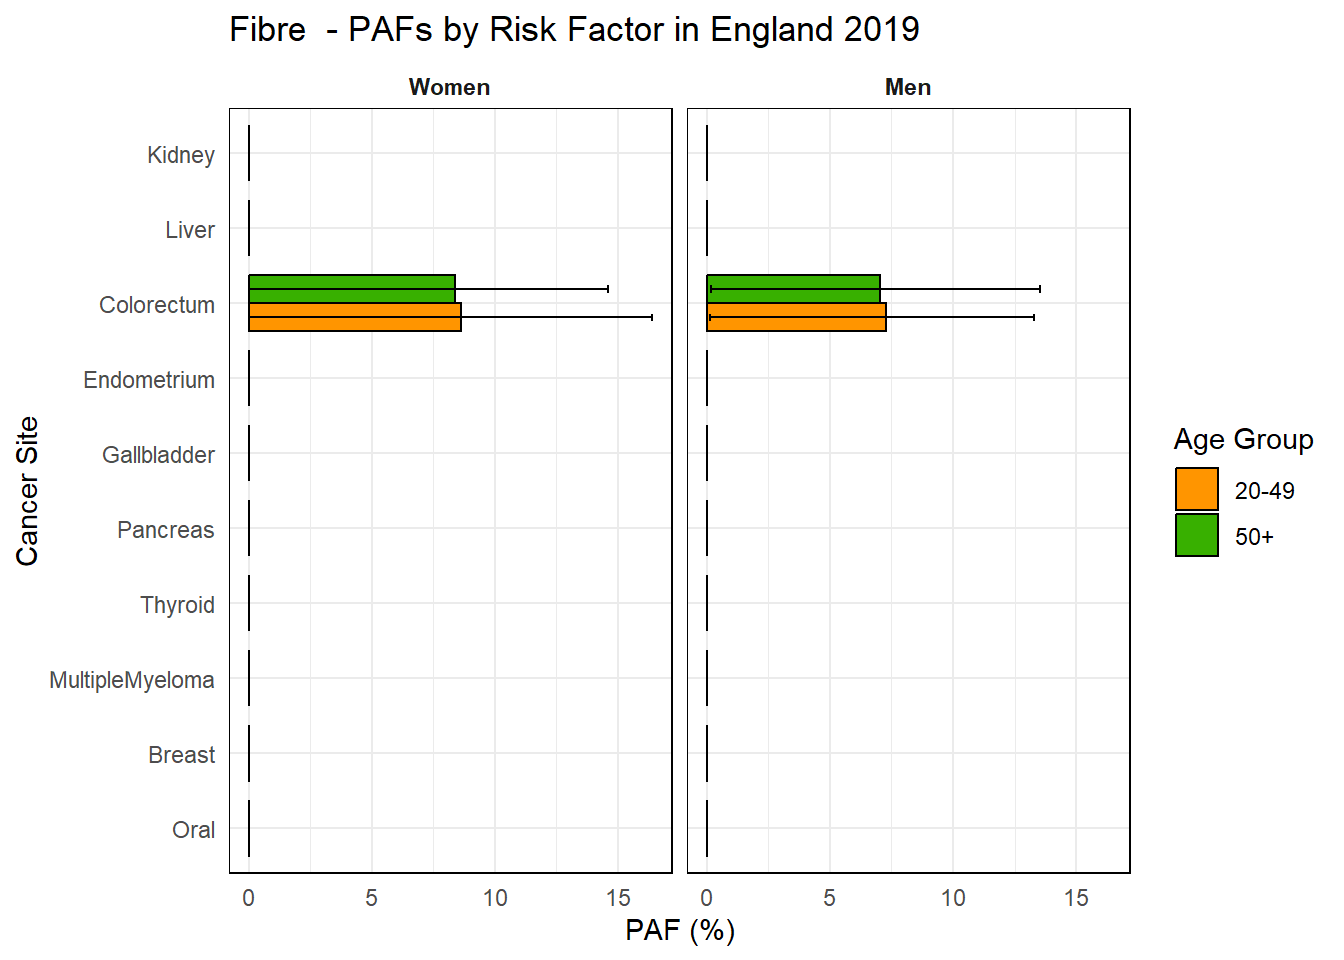 Fibre  - PAFs by Risk Factor in England 2019
Women
Men
Kidney
Liver
Colorectum
Endometrium
Gallbladder
Pancreas
Thyroid
MultipleMyeloma
Breast
Oral
Cancer Site
0 5 10 15
0 5 10 15
PAF (%)
Age Group
20-49
50+